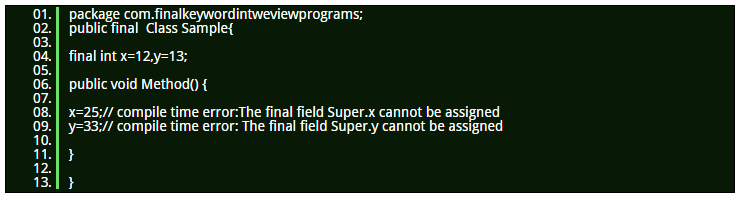 01. package com.finalkeywordintweviewprograms;
02. public final  Class Sample{
03.
04. final int x=12,y=13;
05.
06. public void Method() {
07.
08. x=25;// compile time error:The final field Super.x cannot be assigned
09. y=33;// compile time error: The final field Super.y cannot be assigned
10.
11. }
12.
13. }